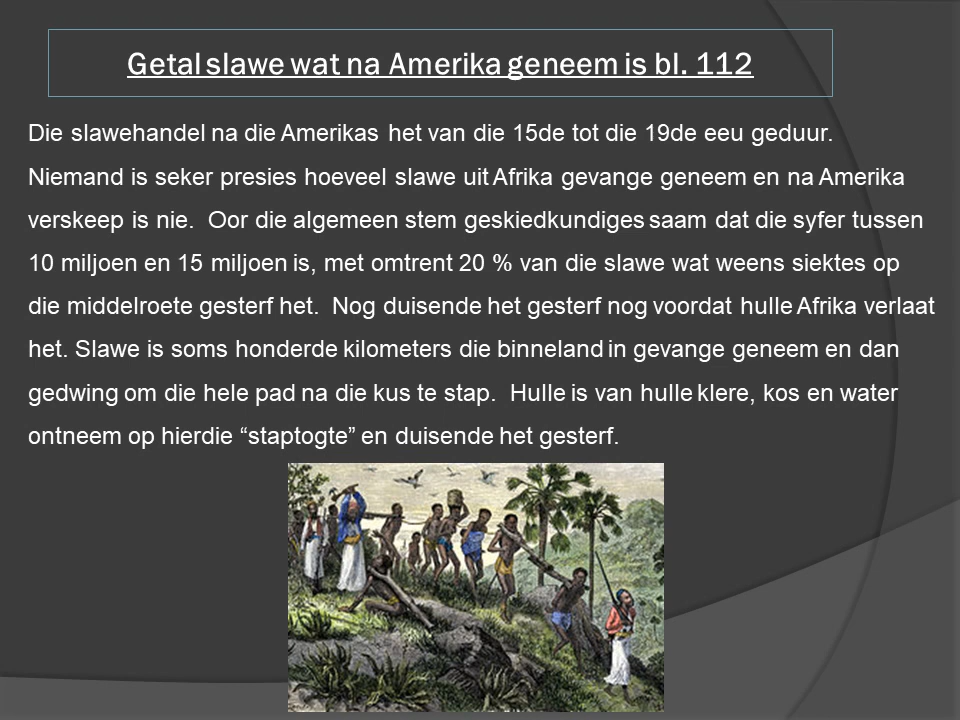 Getal slawe wat na Amerika geneem is bl. 112
Die slawehandel na die Amerikas het van die 15de tot die 19de eeu geduur.
Niemand is seker presies hoeveel slawe uit Afrika gevange geneem en na Amerika
verskeep is nie.  Oor die algemeen stem geskiedkundiges saam dat die syfer tussen
10 miljoen en 15 miljoen is, met omtrent 20 % van die slawe wat weens siektes op
die middelroete gesterf het.  Nog duisende het gesterf nog voordat hulle Afrika verlaat
het. Slawe is soms honderde kilometers die binneland in gevange geneem en dan
gedwing om die hele pad na die kus te stap.  Hulle is van hulle klere, kos en water
ontneem op hierdie “staptogte” en duisende het gesterf.